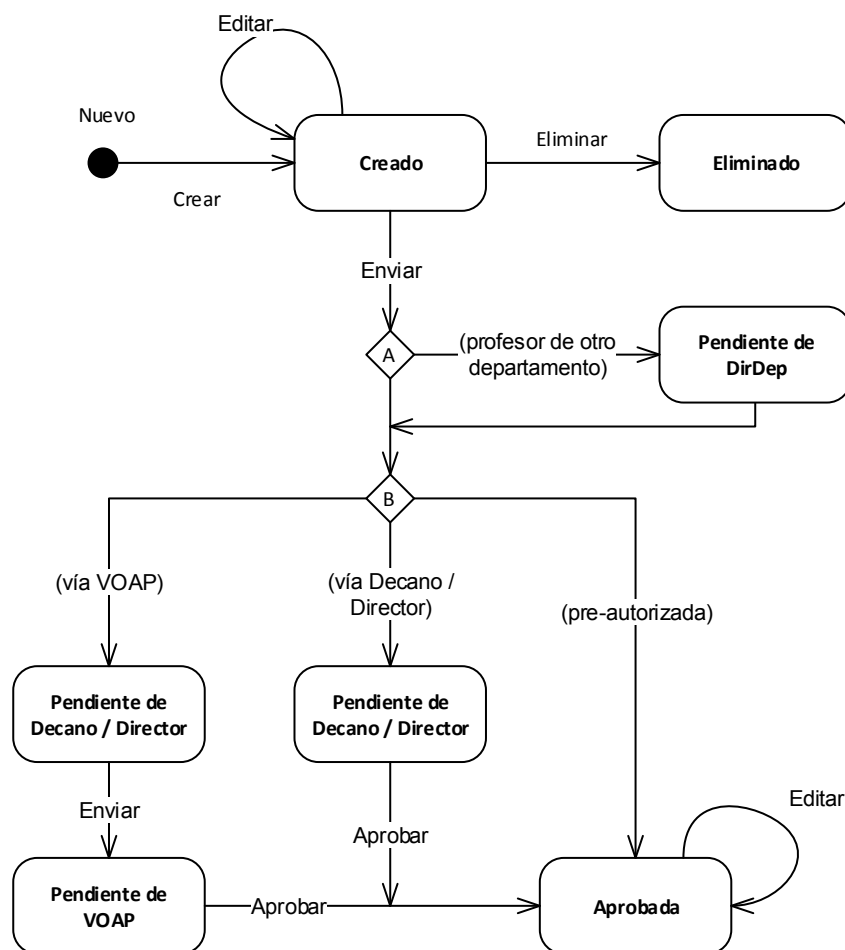 Editar
Nuevo
Creado
Eliminar
Eliminado
Crear
Enviar
A
(profesor de otro
departamento)
Pendiente de
DirDep
B
(vía VOAP)
(vía Decano /
Director)
(pre-autorizada)
Pendiente de
Decano / Director
Pendiente de
Decano / Director
Enviar
Aprobar
Editar
Pendiente de
VOAP
Aprobar
Aprobada